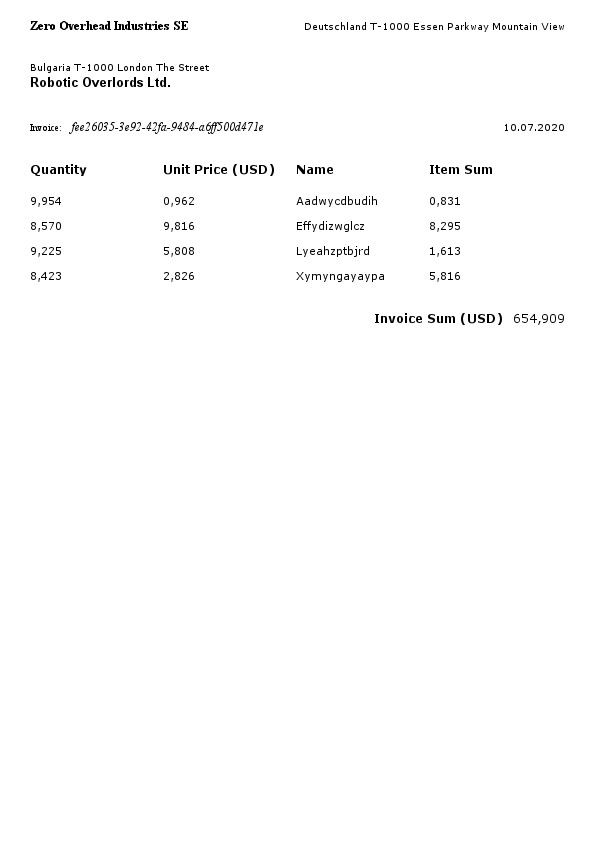 Zero Overhead Industries SE Deutschland T-1000 Essen Parkway Mountain View
Bulgaria T-1000 London The Street
Robotic Overlords Ltd.
Invoice: fee26035-3e92-42fa-9484-a6ff500d471e 10.07.2020
Quantity Unit Price (USD) Name Item Sum
9,954 0,962 Aadwycdbudih 0,831
8,570 9,816 Effydizwglcz 8,295
9,225 5,808 Lyeahzptbjrd 1,613
8,423 2,826 Xymyngayaypa 5,816
Invoice Sum (USD) 654,909